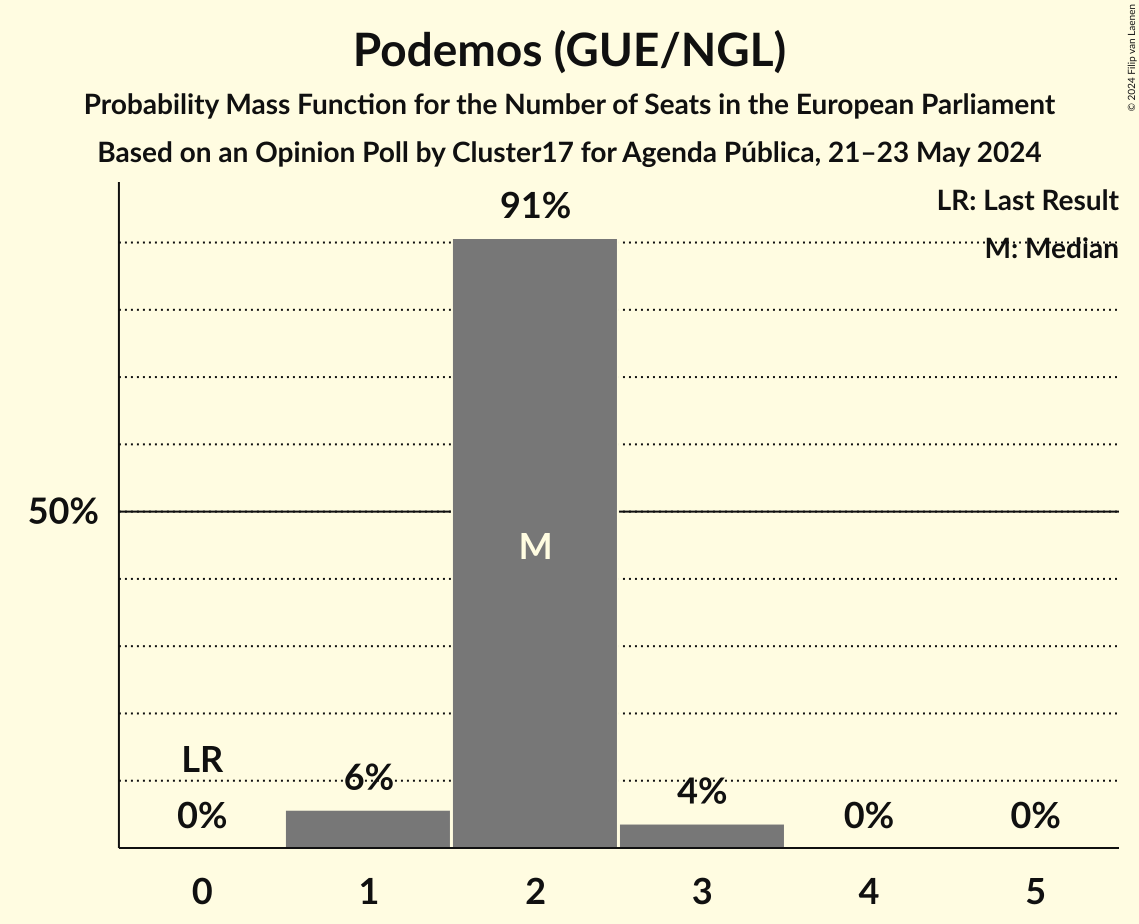 Podemos (GUE/NGL)
Probability Mass Function for the Number of Seats in the European Parliament
Based on an Opinion Poll by Cluster17 for Agenda Pública, 21–23 May 2024
© 2024 Filip van Laenen
LR: Last Result
M: Median
91%
50%
M
LR
0%
6%
4%
0%
0%
0 1 2 3 4 5